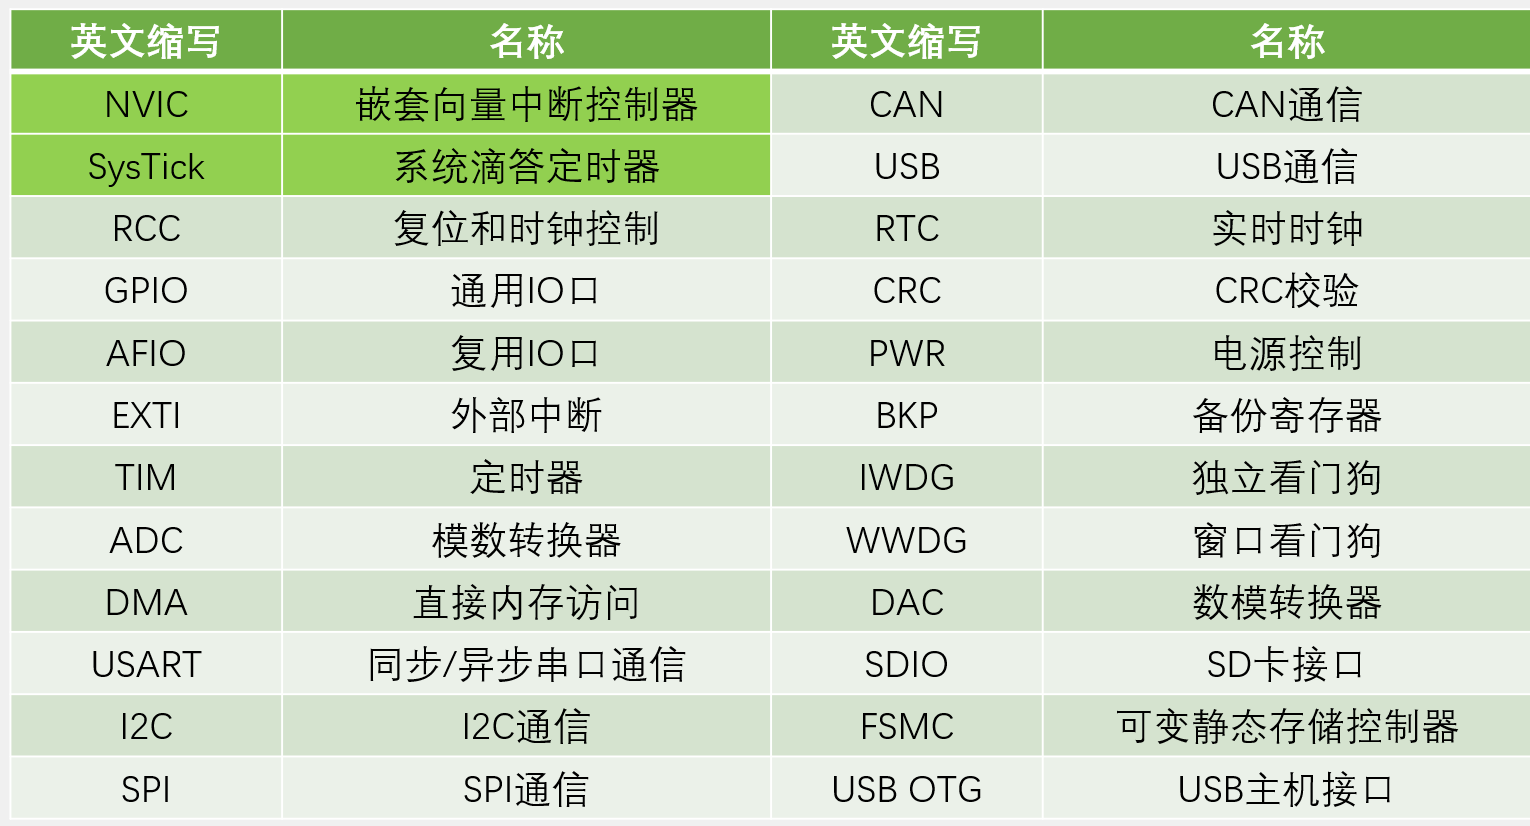 英文缩写 名称 英文缩写 名称
NVIC 嵌套向量中断控制器 CAN CAN通信
SysTick 系统滴答定时器 USB USB通信
RCC 复位和时钟控制 RTC 实时时钟
GPIO 通用IO口 CRC CRC校验
AFIO 复用IO口 PWR 电源控制
EXTI 外部中断 BKP 备份寄存器
TIM 定时器 IWDG 独立看门狗
ADC 模数转换器 WWDG 窗口看门狗
DMA 直接内存访问 DAC 数模转换器
USART 同步/异步串口通信 SDIO SD卡接口
I2C I2C通信 FSMC 可变静态存储控制器
SPI SPI通信 USB OTG USB主机接口